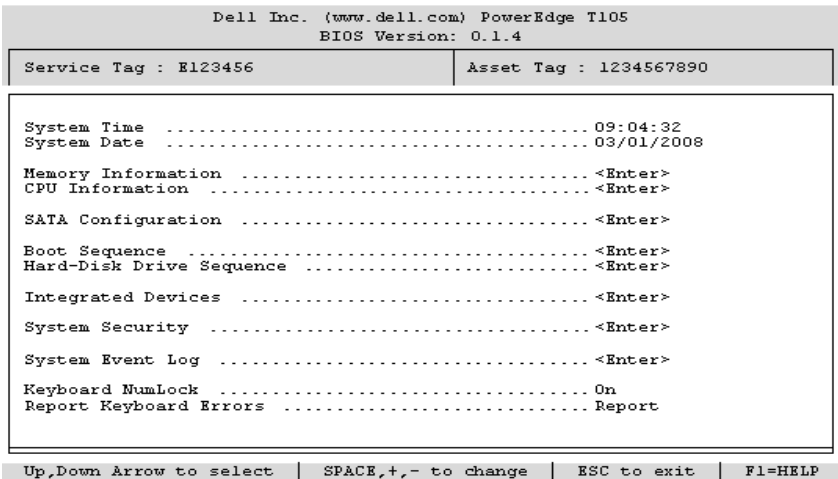 Dell Inc. (www.dell.com) PowerEdge T105
BIOS Version: 0.1.4
Service Tag : E123456 Asset Tag : 1234567890
System Time ........................................ 09:04:32
System Date ........................................ 03/01/2008
Memory Information ................................. <Enter>
CPU Information .................................... <Enter>
SATA Configuration ................................. <Enter>
Boot Sequence ...................................... <Enter>
Hard-Disk Drive Sequence ........................... <Enter>
Integrated Devices ................................. <Enter>
System Security .................................... <Enter>
System Event Log ................................... <Enter>
Keyboard NumLock ................................... On
Report Keyboard Errors ............................. Report
Up,Down Arrow to select | SPACE,+,- to change | ESC to exit | F1=HELP